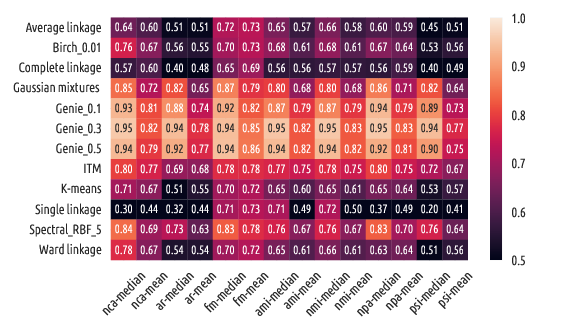 Average linkage 0.64 0.60 0.51 0.51 0.72 0.73 0.65 0.57 0.66 0.58 0.60 0.59 0.45 0.51
Birch_0.01 0.76 0.67 0.56 0.55 0.70 0.73 0.68 0.61 0.68 0.61 0.67 0.64 0.53 0.56
Complete linkage 0.57 0.60 0.40 0.48 0.65 0.69 0.56 0.56 0.57 0.57 0.56 0.59 0.40 0.49
Gaussian mixtures 0.85 0.72 0.82 0.65 0.87 0.79 0.80 0.68 0.80 0.68 0.86 0.71 0.82 0.64
Genie_0.1 0.93 0.81 0.88 0.74 0.92 0.82 0.87 0.79 0.87 0.79 0.94 0.79 0.89 0.73
Genie_0.3 0.95 0.82 0.94 0.78 0.94 0.85 0.95 0.82 0.95 0.83 0.95 0.83 0.94 0.77
Genie_0.5 0.94 0.79 0.92 0.77 0.94 0.86 0.94 0.82 0.94 0.82 0.92 0.81 0.90 0.75
ITM 0.80 0.77 0.69 0.68 0.78 0.78 0.77 0.75 0.78 0.75 0.80 0.75 0.72 0.67
K-means 0.71 0.67 0.51 0.55 0.70 0.72 0.65 0.60 0.65 0.61 0.65 0.64 0.53 0.57
Single linkage 0.30 0.44 0.32 0.44 0.71 0.73 0.71 0.49 0.72 0.50 0.37 0.49 0.20 0.41
Spectral_RBF_5 0.84 0.69 0.73 0.63 0.83 0.78 0.76 0.67 0.76 0.67 0.83 0.70 0.76 0.64
Ward linkage 0.78 0.67 0.54 0.54 0.70 0.72 0.65 0.61 0.66 0.61 0.63 0.64 0.51 0.56
nca-median nca-mean ar-median ar-mean fm-median fm-mean ami-median ami-mean nmi-median nmi-mean npa-median npa-mean psi-median psi-mean
1.0
0.9
0.8
0.7
0.6
0.5